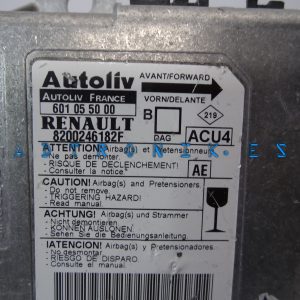 Autoliv
AVANT/FORWARD
AUTOLIV FRANCE
601 05 50 00
VORN/DELANTE
RENAULT
B
219
8200246182F
DAG
ACU4
ATTENTION! Airbag(s) et Pretensionneurs
- Ne pas demonter.
- RISQUE DE DECLENCHEMENT!
- Consulter la notice.
AE
CAUTION! Airbag(s) and Pretensioners
- Do not remove.
- TRIGGERING HAZARD!
- Read manual.
ACHTUNG! Airbag(s) und Strammer
- Nicht demontieren
- KONNEN AUSLONEN.
- Sehen Sie Bedienungsanleitung
!ATENCION! Airbag(s) y Pretensionadores
- No desmontar.
- RIESGO DE DISPARO.
- Consulte el manual